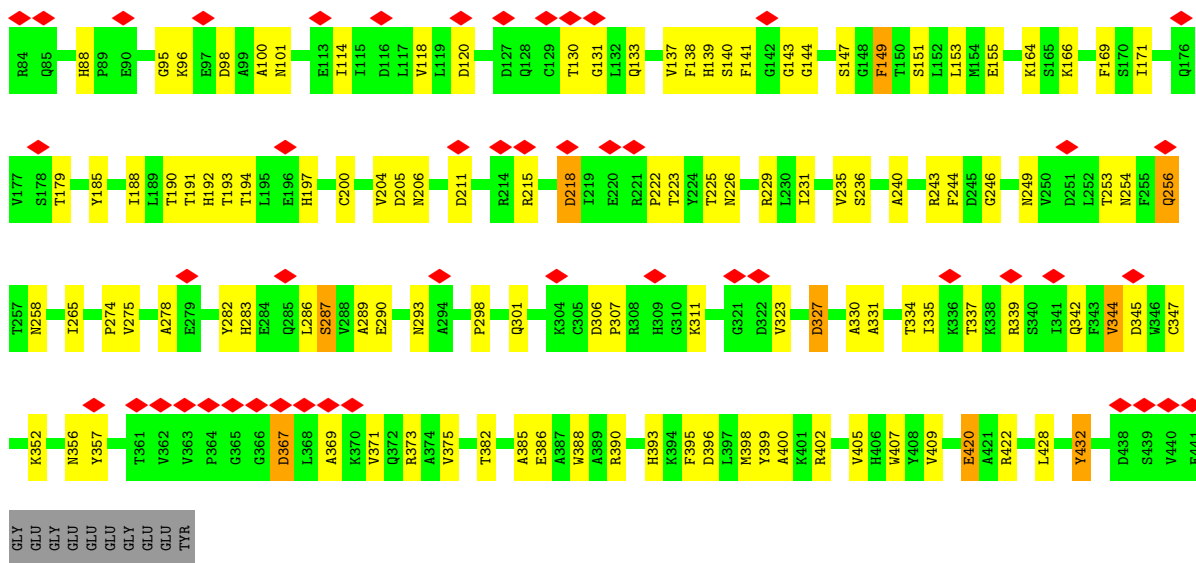 R84 Q85 H88 P89 E90 G95 K96 E97 D98 A99 A100 N101 E113 I114 I115 D116 L117 V118 L119 D120 D127 Q128 C129 T130 G131 L132 Q133 V137 F138 H139 S140 F141 G142 G143 G144 S147 G148 F149 T150 S151 L152 L153 M154 E155 K164 S165 K166 F169 S170 I171 Q176
V177 S178 T179 Y185 I188 L189 T190 T191 H192 T193 T194 L195 E196 H197 C200 V204 D205 N206 D211 R214 R215 D218 I219 E220 R221 P222 T223 Y224 T225 N226 R229 L230 I231 V235 S236 A240 R243 F244 D245 G246 N249 V250 D251 L252 T253 N254 F255 Q256
T257 N258 I265 P274 V275 A278 E279 Y282 H283 E284 Q285 L286 S287 V288 A289 E290 N293 A294 P298 Q301 K304 C305 D306 P307 R308 H309 G310 K311 G321 D322 V323 D327 A330 A331 T334 I335 K336 T337 K338 R339 S340 I341 Q342 F343 V344 D345 W346 C347
K352 N356 Y357 T361 V362 V363 P364 G365 G366 D367 L368 A369 K370 V371 Q372 R373 A374 V375 T382 A385 E386 A387 W388 A389 R390 H393 K394 F395 D396 L397 M398 Y399 A400 K401 R402 V405 H406 W407 Y408 V409 E420 A421 R422 L428 Y432 D438 S439 V440 E441
GLY GLU GLY GLU GLU GLU GLY GLU GLU TYR